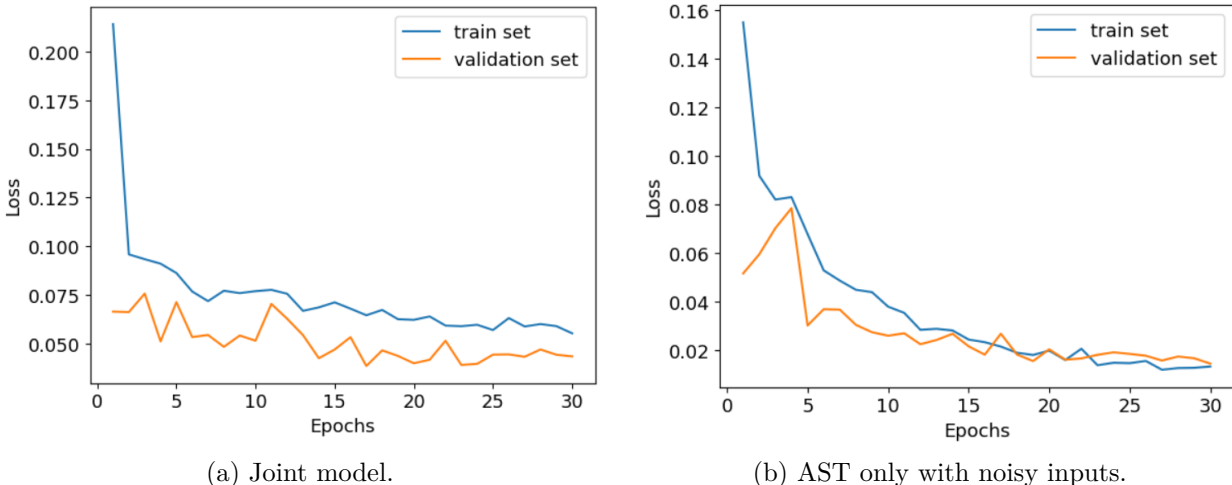 train set
validation set
0.200
0.175
0.150
0.125
0.100
0.075
0.050
Loss
0 5 10 15 20 25 30
Epochs
(a) Joint model.
train set
validation set
0.16
0.14
0.12
0.10
0.08
0.06
0.04
0.02
Loss
0 5 10 15 20 25 30
Epochs
(b) AST only with noisy inputs.